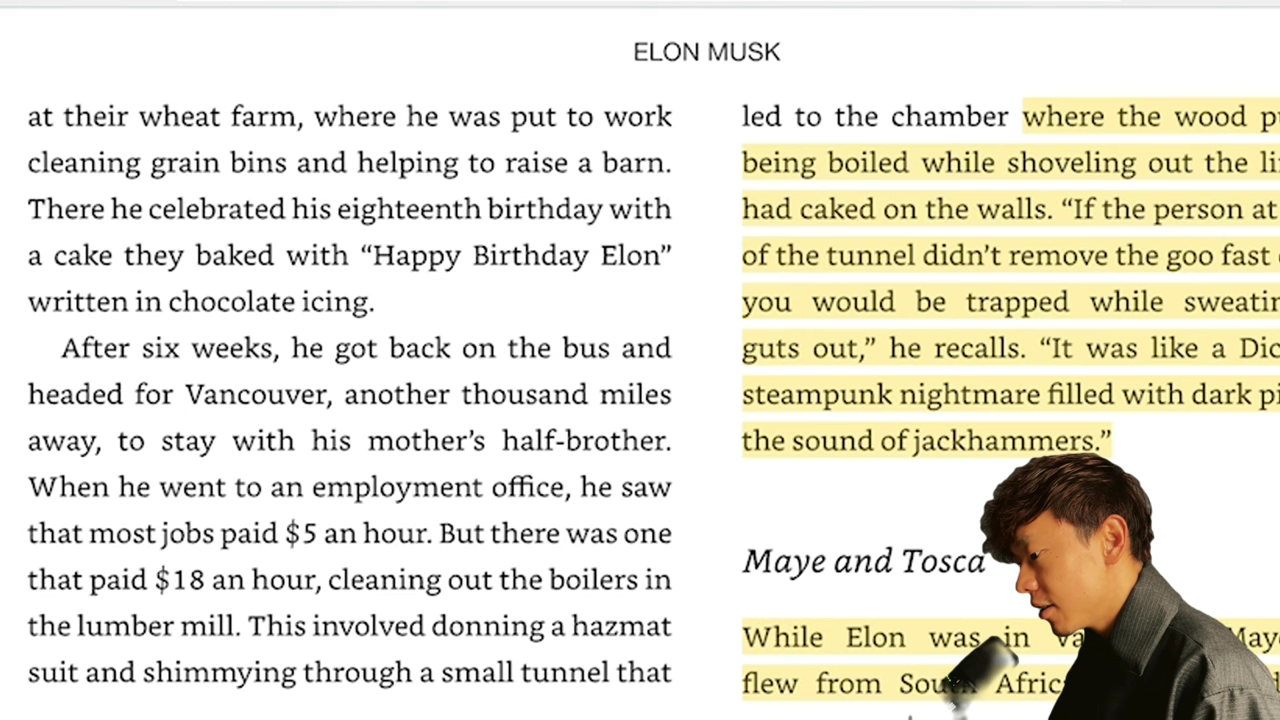 ELON MUSK
at their wheat farm, where he was put to work
cleaning grain bins and helping to raise a barn.
There he celebrated his eighteenth birthday with
a cake they baked with “Happy Birthday Elon”
written in chocolate icing.
After six weeks, he got back on the bus and
headed for Vancouver, another thousand miles
away, to stay with his mother’s half-brother.
When he went to an employment office, he saw
that most jobs paid $5 an hour. But there was one
that paid $18 an hour, cleaning out the boilers in
the lumber mill. This involved donning a hazmat
suit and shimmying through a small tunnel that
led to the chamber where the wood
being boiled while shoveling out the
had caked on the walls. “If the person at
of the tunnel didn’t remove the goo fast
you would be trapped while
guts out,” he recalls. “It was like a
steampunk nightmare filled with dark
the sound of jackhammers.”
Maye and Tosca
While Elon was in
flew from South